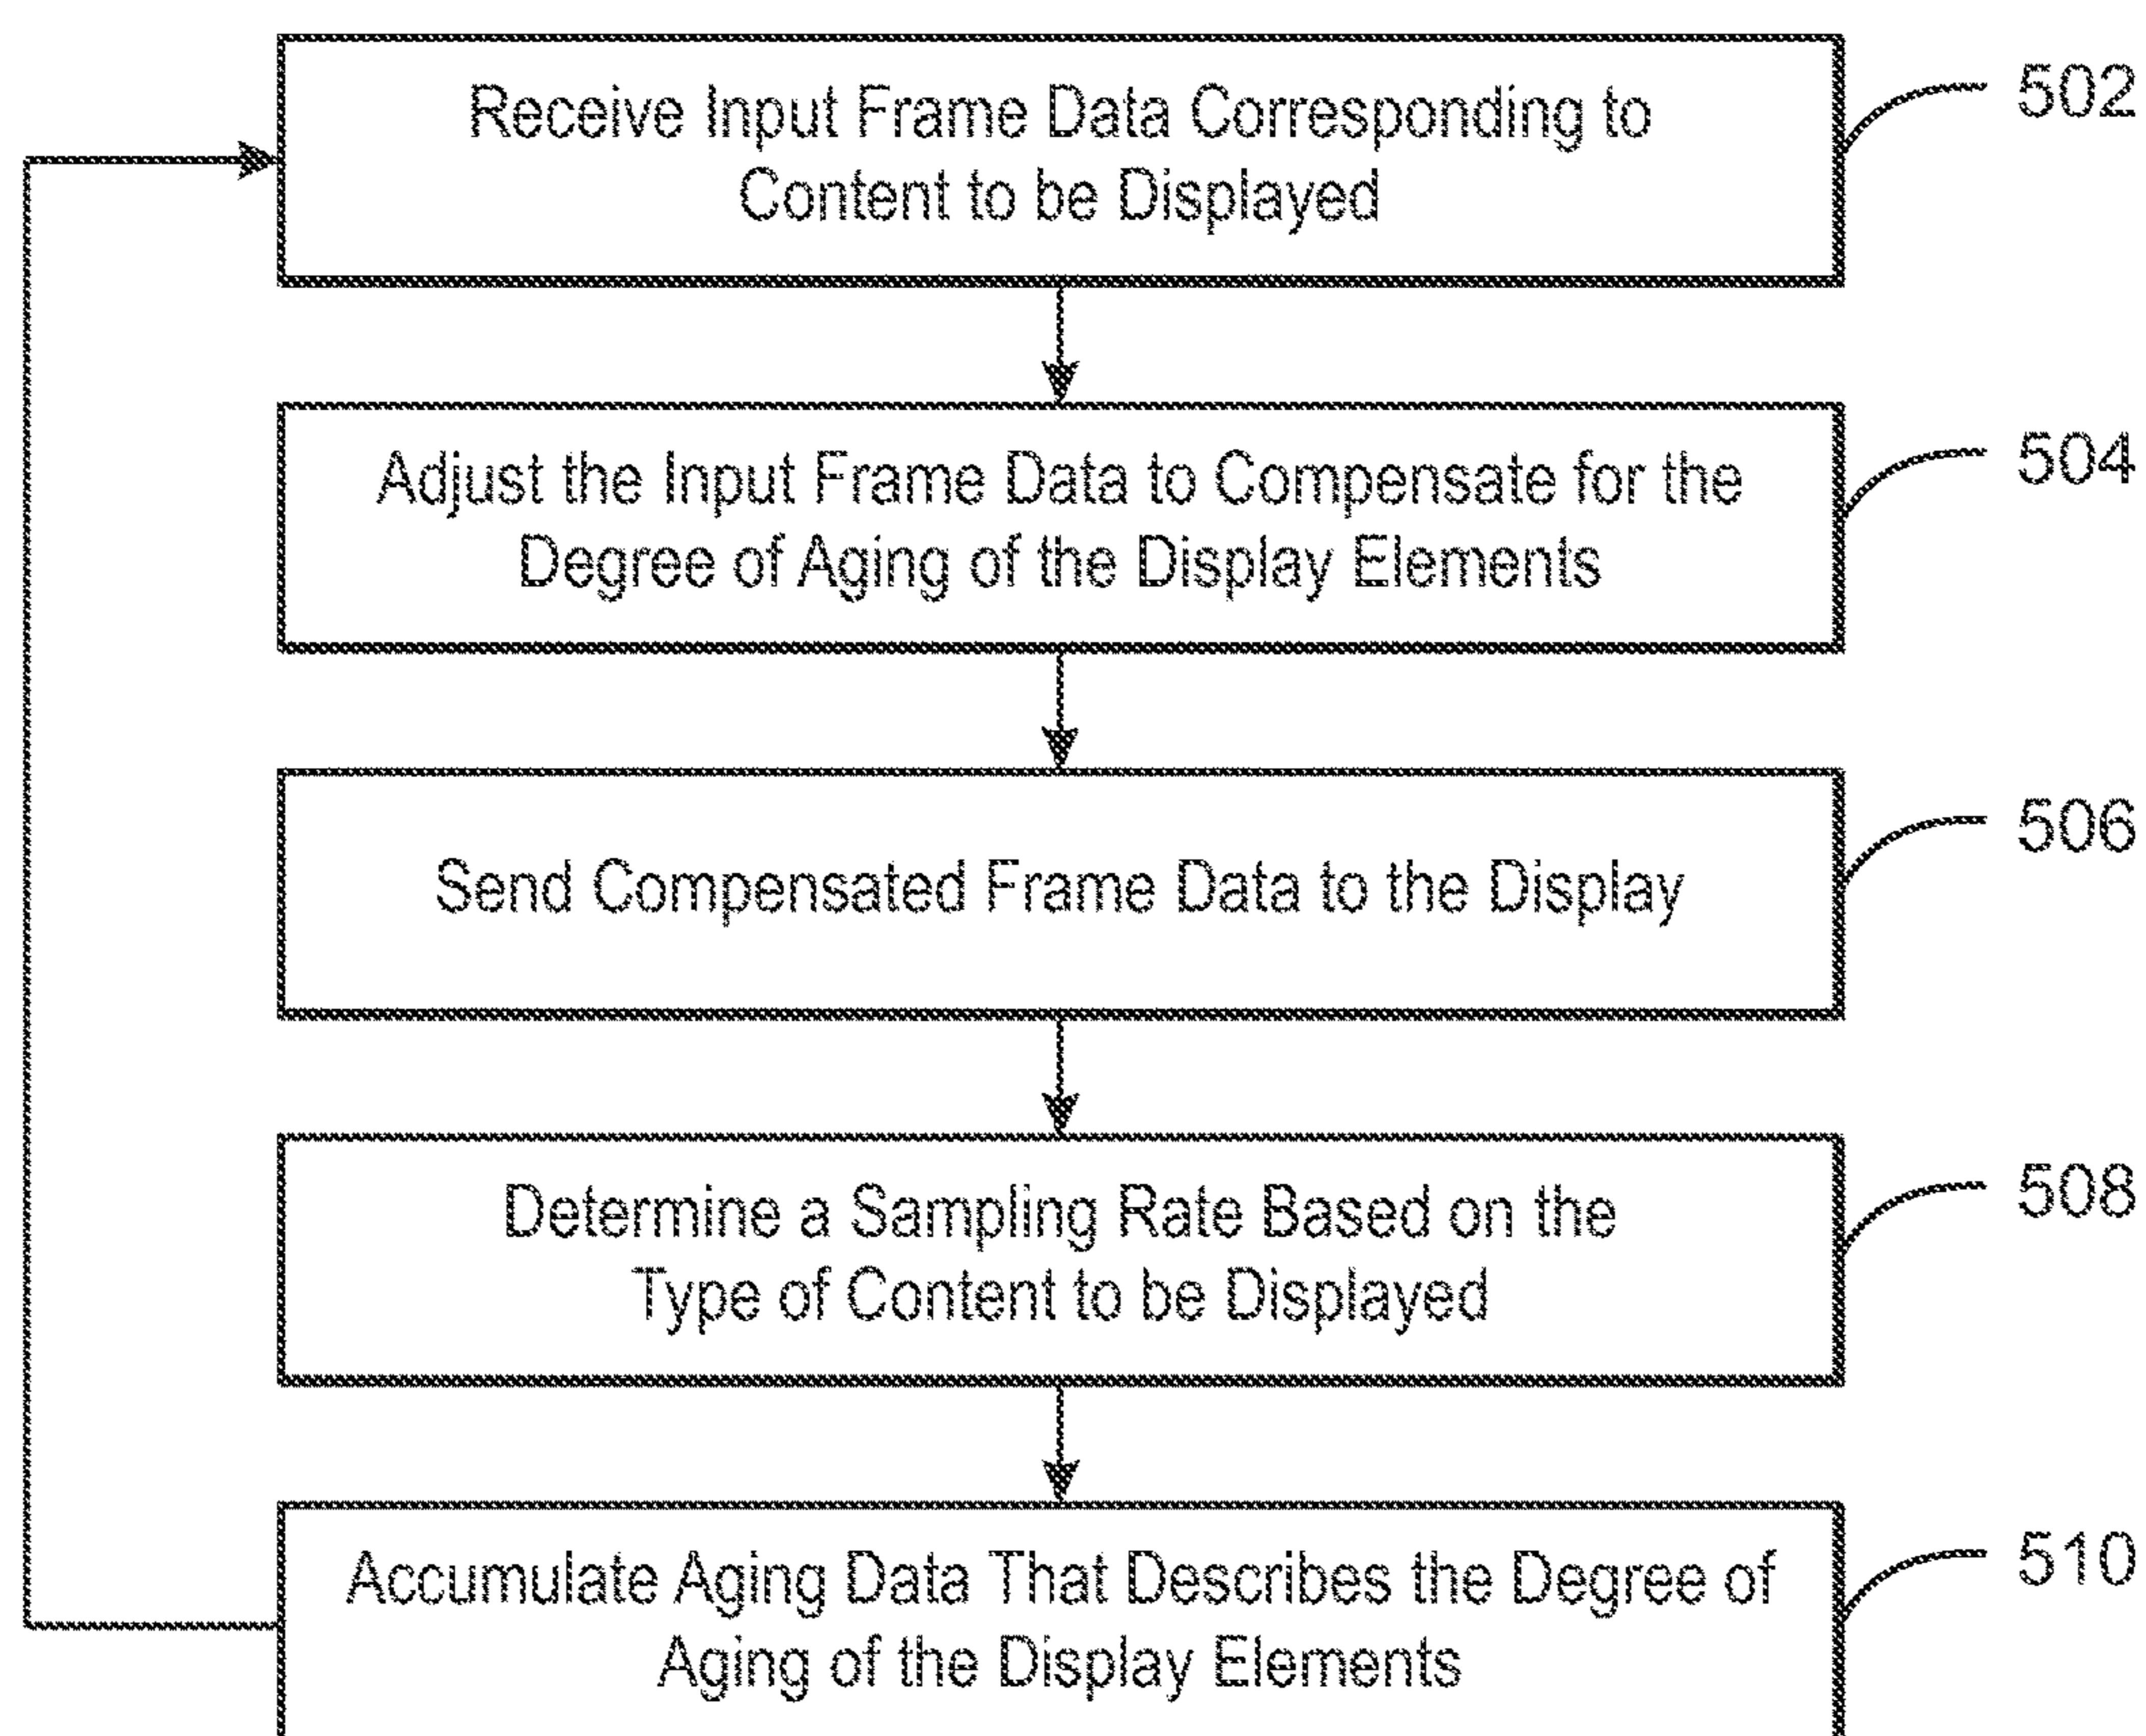 Receive Input Frame Data Corresponding to
Content to be Displayed
502
Adjust the Input Frame Data to Compensate for the
Degree of Aging of the Display Elements
504
Send Compensated Frame Data to the Display
506
Determine a Sampling Rate Based on the
Type of Content to be Displayed
508
Accumulate Aging Data That Describes the Degree of
Aging of the Display Elements
510